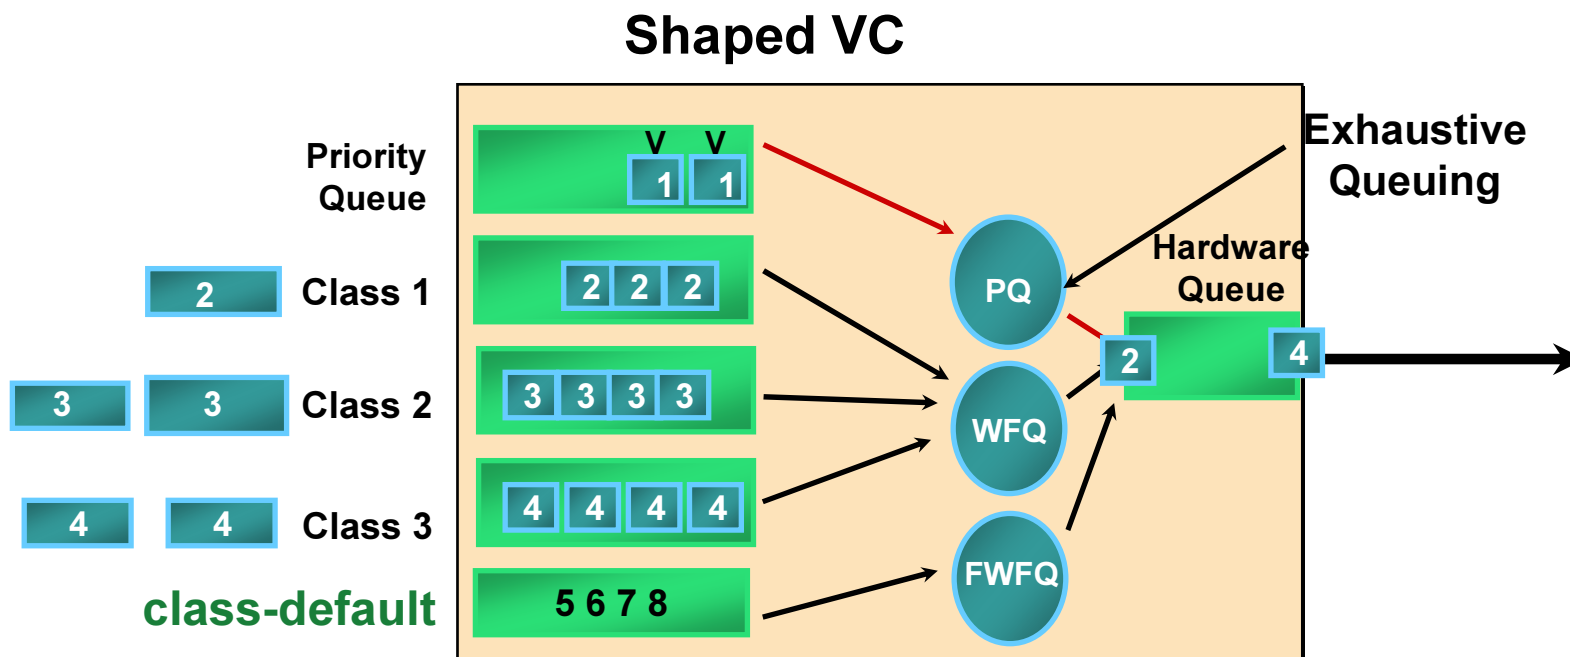 Shaped VC
Priority
Queue
V V
1 1
Exhaustive
Queuing
2
Class 1
2 2 2
PQ
Hardware
Queue
3 3
Class 2
3 3 3 3
WFQ
2
4
4 4
Class 3
4 4 4 4
class-default
5 6 7 8
FWFQ